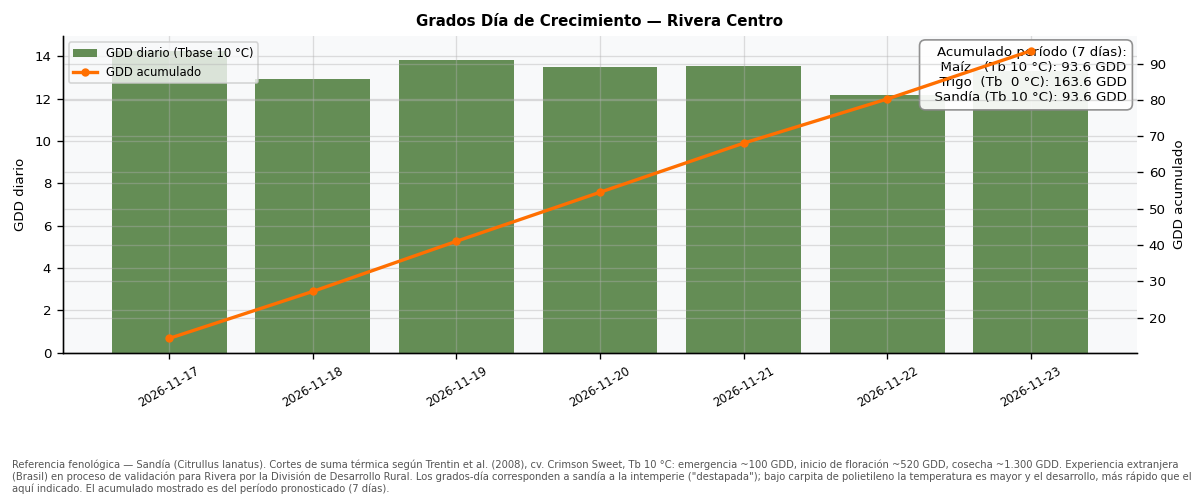 Grados Día de Crecimiento — Rivera Centro
GDD diario (Tbase 10 °C)
GDD acumulado
Acumulado período (7 días):
Maíz (Tb 10 °C): 93.6 GDD
Trigo (Tb 0 °C): 163.6 GDD
Sandía (Tb 10 °C): 93.6 GDD
GDD diario
14
12
10
8
6
4
2
0
GDD acumulado
90
80
70
60
50
40
30
20
2026-11-17
2026-11-18
2026-11-19
2026-11-20
2026-11-21
2026-11-22
2026-11-23
Referencia fenológica — Sandía (Citrullus lanatus). Cortes de suma térmica según Trentin et al. (2008), cv. Crimson Sweet, Tb 10 °C: emergencia ~100 GDD, inicio de floración ~520 GDD, cosecha ~1.300 GDD. Experiencia extranjera
(Brasil) en proceso de validación para Rivera por la División de Desarrollo Rural. Los grados-día corresponden a sandía a la intemperie ("destapada"); bajo carpita de polietileno la temperatura es mayor y el desarrollo, más rápido que el
aquí indicado. El acumulado mostrado es del período pronosticado (7 días).